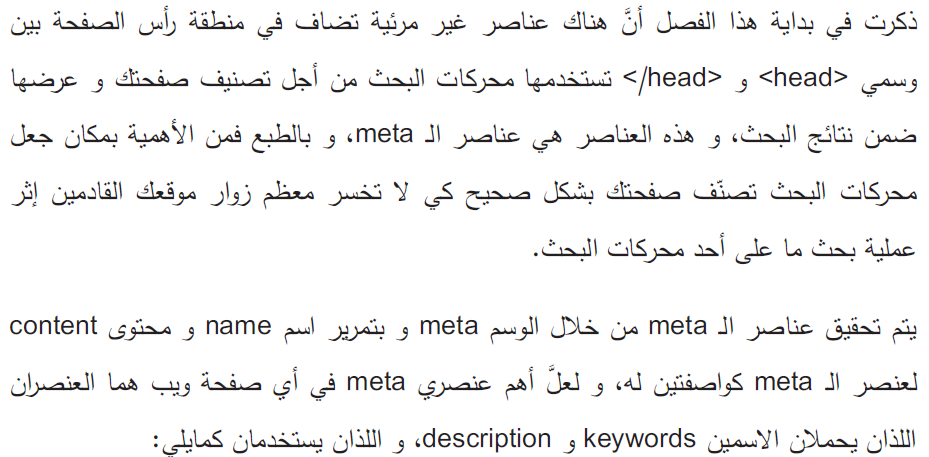 ذكرت في بداية هذا الفصل أنَّ هناك عناصر غير مرئية تضاف في منطقة رأس الصفحة بين
وسمي <head> و </head> تستخدمها محركات البحث من أجل تصنيف صفحتك و عرضها
ضمن نتائج البحث، و هذه العناصر هي عناصر الـ meta، و بالطبع فمن الأهمية بمكان جعل
محركات البحث تصنّف صفحتك بشكل صحيح كي لا تخسر معظم زوار موقعك القادمين إثر
عملية بحث ما على أحد محركات البحث.
يتم تحقيق عناصر الـ meta من خلال الوسم meta و بتمرير اسم name و محتوى content
لعنصر الـ meta كواصفتين له، و لعلَّ أهم عنصري meta في أي صفحة ويب هما العنصران
اللذان يحملان الاسمين keywords و description، و اللذان يستخدمان كمايلي: